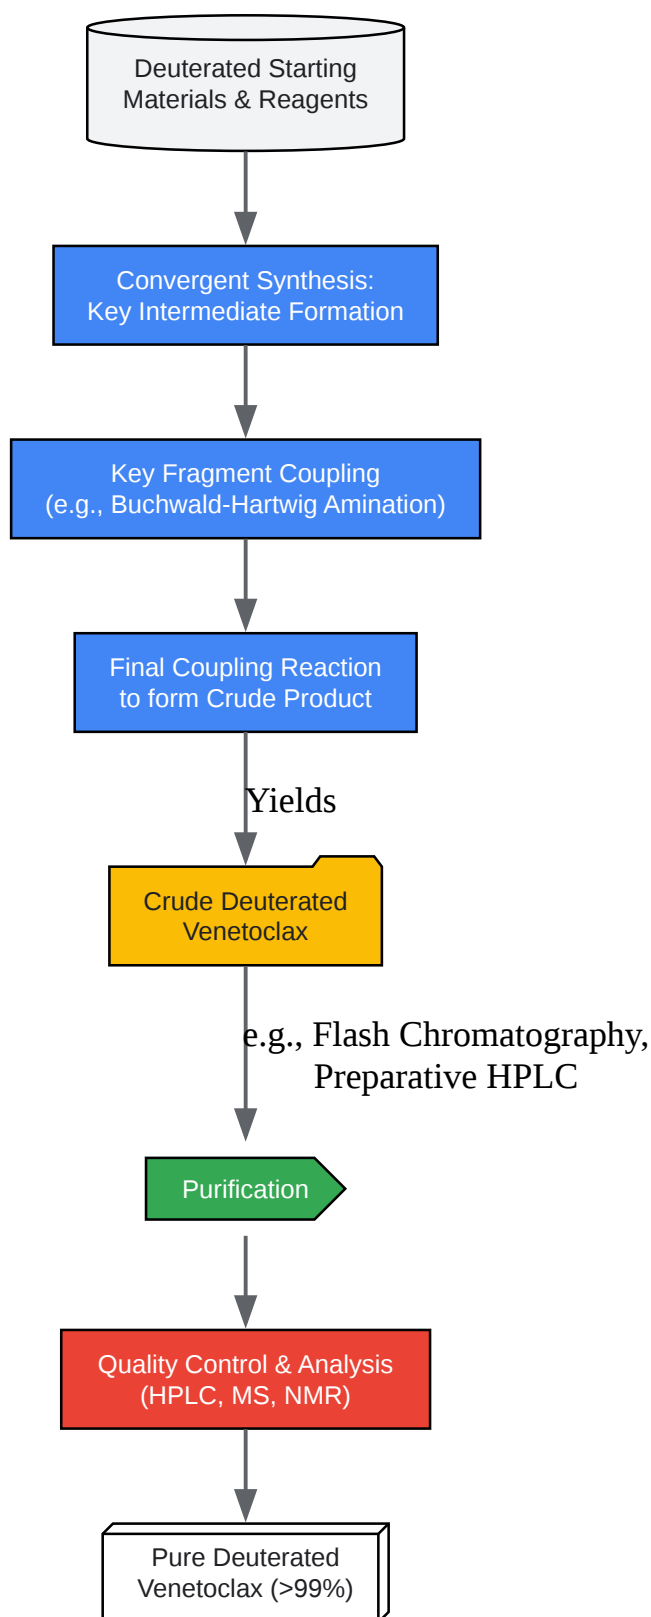 Deuterated Starting
Materials & Reagents
Convergent Synthesis:
Key Intermediate Formation
Key Fragment Coupling
(e.g., Buchwald-Hartwig Amination)
Final Coupling Reaction
to form Crude Product
Yields
Crude Deuterated
Venetoclax
e.g., Flash Chromatography,
Preparative HPLC
Purification
Quality Control & Analysis
(HPLC, MS, NMR)
Pure Deuterated
Venetoclax (>99%)